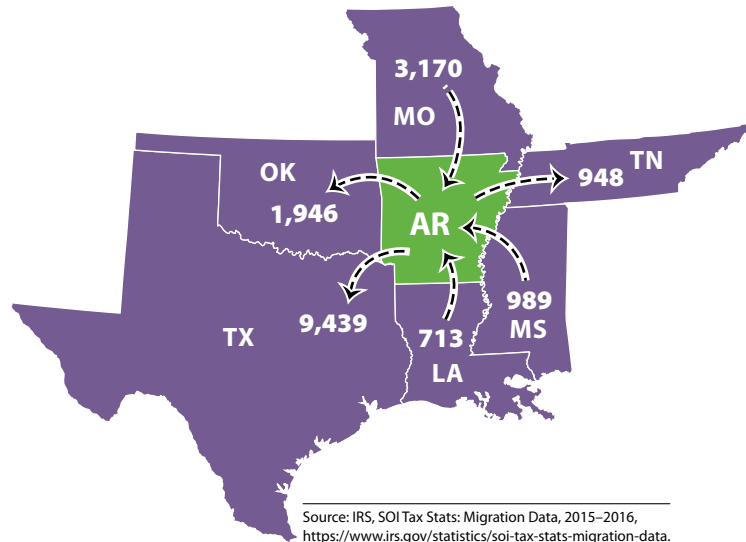 3,170
MO
OK
1,946
TN
948
AR
989
MS
9,439
TX
713
LA
Source: IRS, SOI Tax Stats: Migration Data, 2015–2016,
https://www.irs.gov/statistics/soi-tax-stats-migration-data.